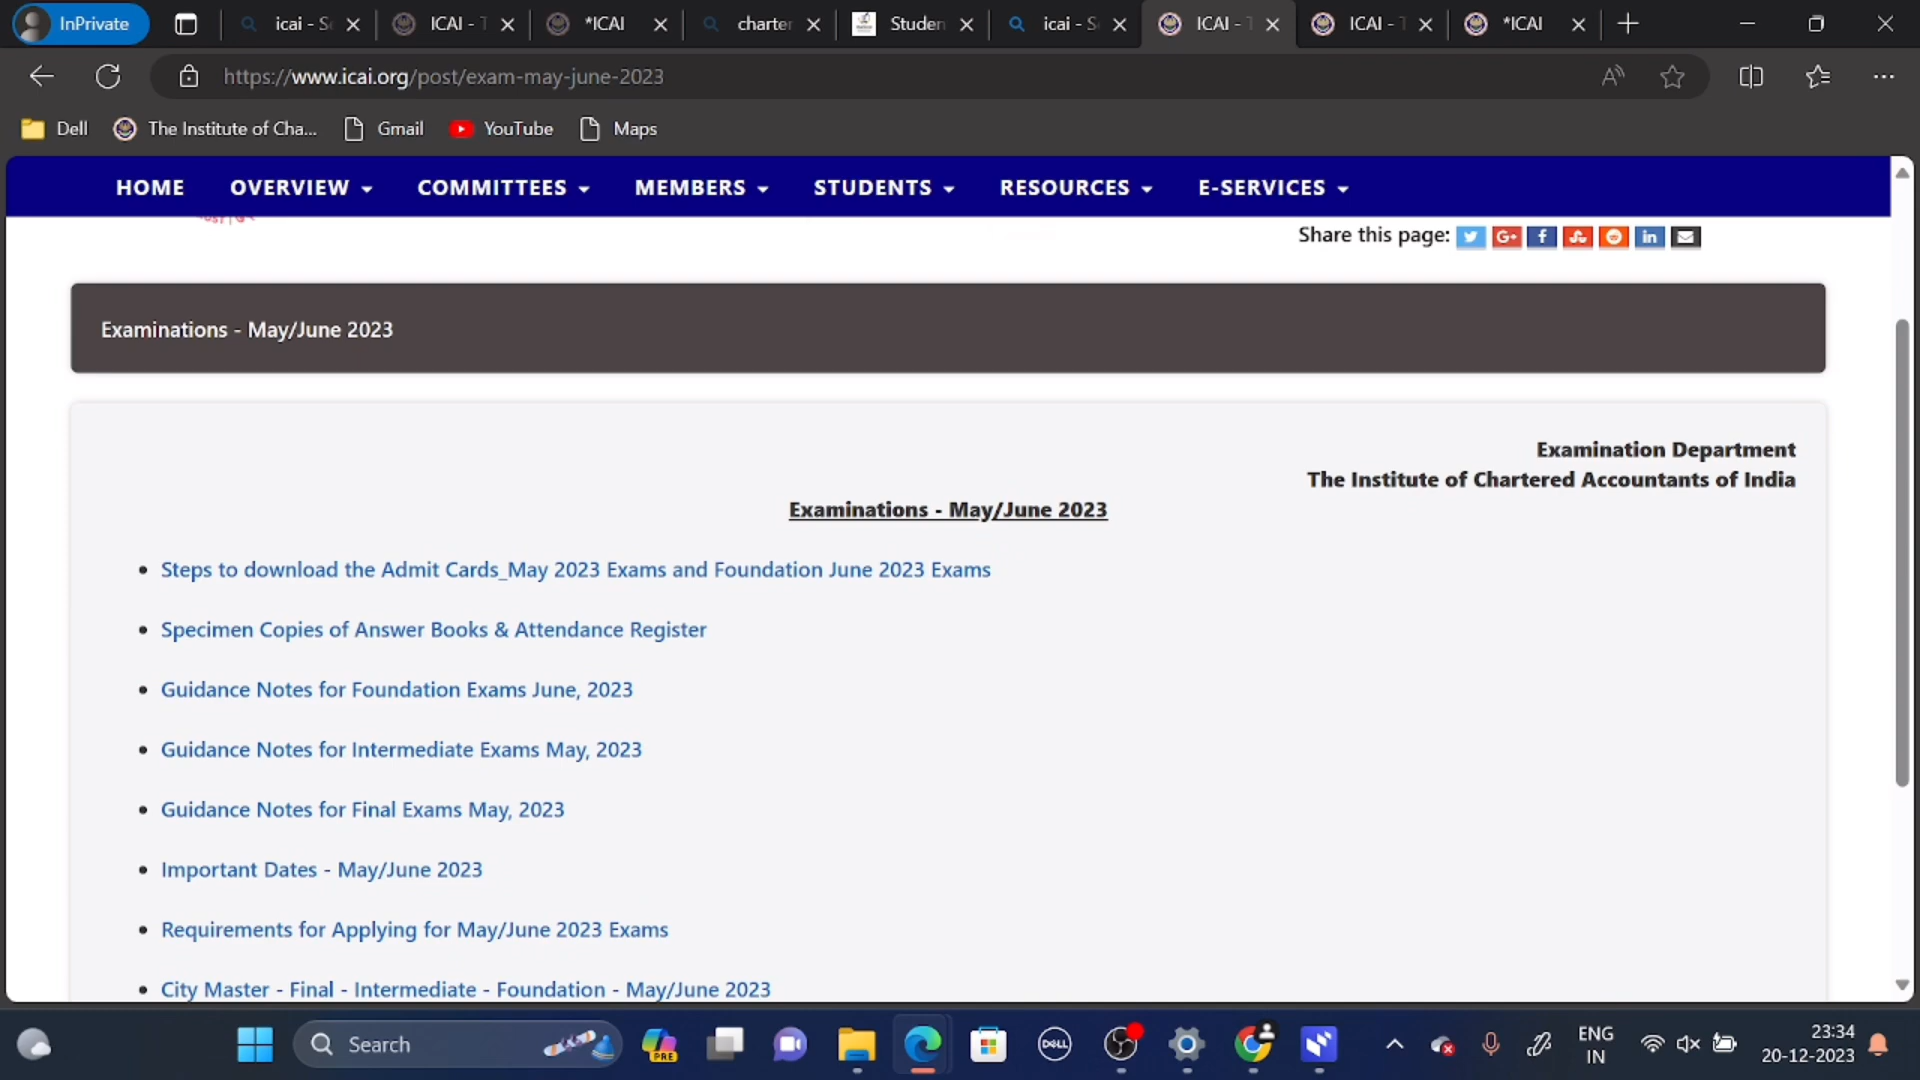 InPrivate
icai - S
ICAI - T
*ICAI
charter
Studen
icai - S
ICAI - T
ICAI - T
*ICAI
https://www.icai.org/post/exam-may-june-2023
Dell
The Institute of Cha...
Gmail
YouTube
Maps
HOME
OVERVIEW
COMMITTEES
MEMBERS
STUDENTS
RESOURCES
E-SERVICES
Share this page:
Examinations - May/June 2023
Examination Department
The Institute of Chartered Accountants of India
Examinations - May/June 2023
• Steps to download the Admit Cards_May 2023 Exams and Foundation June 2023 Exams
• Specimen Copies of Answer Books & Attendance Register
• Guidance Notes for Foundation Exams June, 2023
• Guidance Notes for Intermediate Exams May, 2023
• Guidance Notes for Final Exams May, 2023
• Important Dates - May/June 2023
• Requirements for Applying for May/June 2023 Exams
• City Master - Final - Intermediate - Foundation - May/June 2023
Search
PRE
DELL
ENG
IN
23:34
20-12-2023